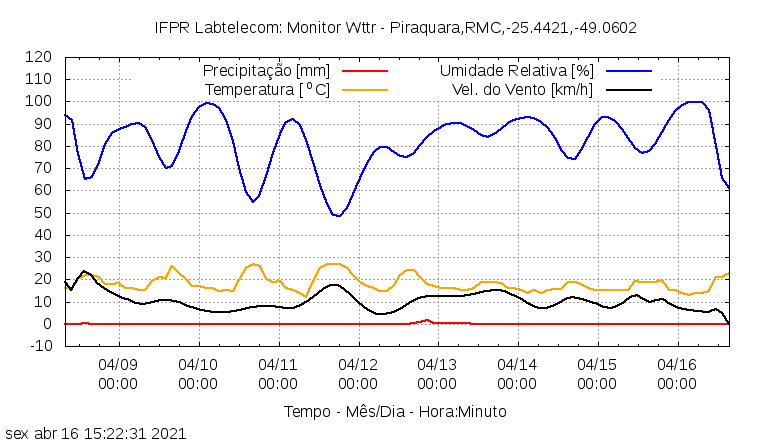 IFPR Labtelecom: Monitor Wttr - Piraquara,RMC,-25.4421,-49.0602
Precipitação [mm] Umidade Relativa [%]
Temperatura [ ⁰C] Vel. do Vento [km/h]
120
110
100
90
80
70
60
50
40
30
20
10
0
-10
04/09 04/10 04/11 04/12 04/13 04/14 04/15 04/16
00:00 00:00 00:00 00:00 00:00 00:00 00:00 00:00
Tempo - Mês/Dia - Hora:Minuto
sex abr 16 15:22:31 2021